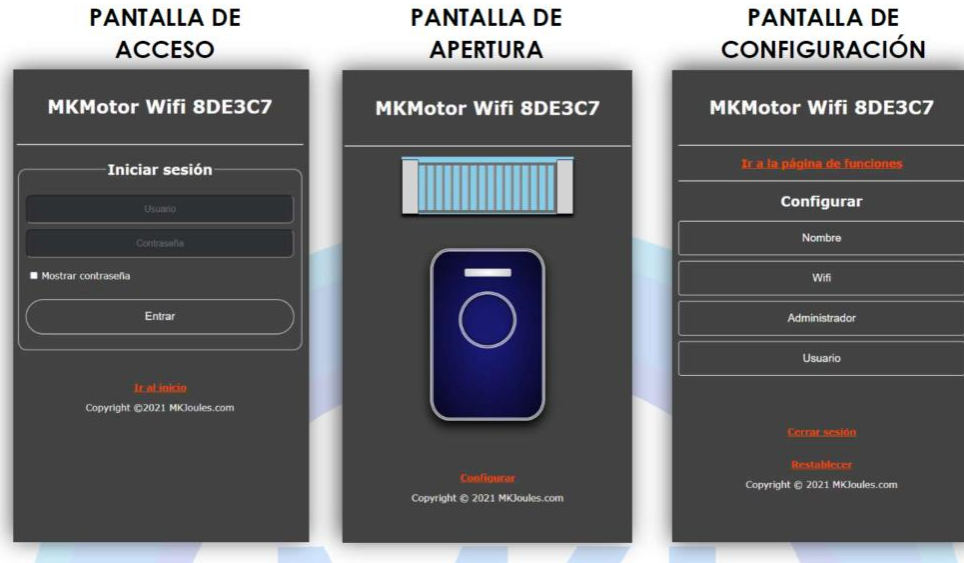 PANTALLA DE
ACCESO
MKMotor Wifi 8DE3C7
Iniciar sesión
Usuario
Contraseña
Mostrar contraseña
Entrar
Ir al inicio
Copyright ©2021 MKJoules.com
PANTALLA DE
APERTURA
MKMotor Wifi 8DE3C7
Configurar
Copyright © 2021 MKJoules.com
PANTALLA DE
CONFIGURACIÓN
MKMotor Wifi 8DE3C7
Ir a la página de funciones
Configurar
Nombre
Wifi
Administrador
Usuario
Cerrar sesión
Restablecer
Copyright © 2021 MKJoules.com